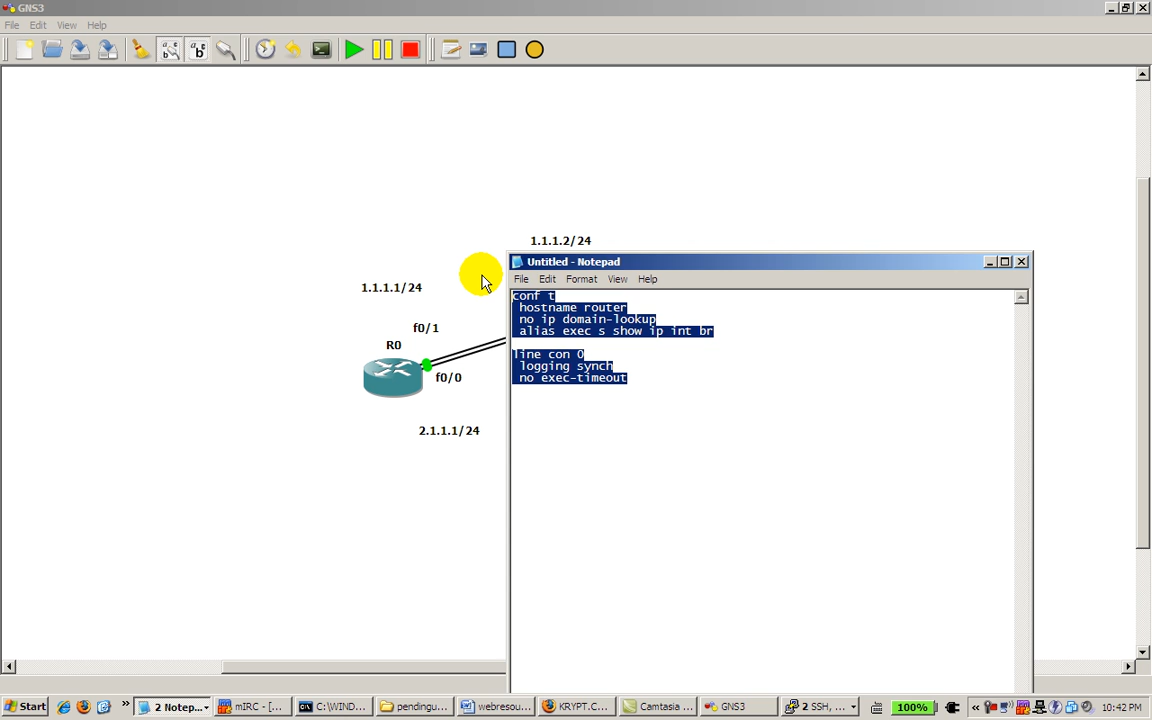 GNS3
File Edit View Help
1.1.1.2/24
Untitled - Notepad
File Edit Format View Help
conf t
hostname router
no ip domain-lookup
alias exec s show ip int br
line con 0
logging synch
no exec-timeout
1.1.1.1/24
f0/1
R0
f0/0
2.1.1.1/24
Start
»
2 Notep...
mIRC - [...
C:\WIND...
pendingu...
webresou...
KRYPT.C...
Camtasia ...
GNS3
2 SSH, ...
100%
«
10:42 PM